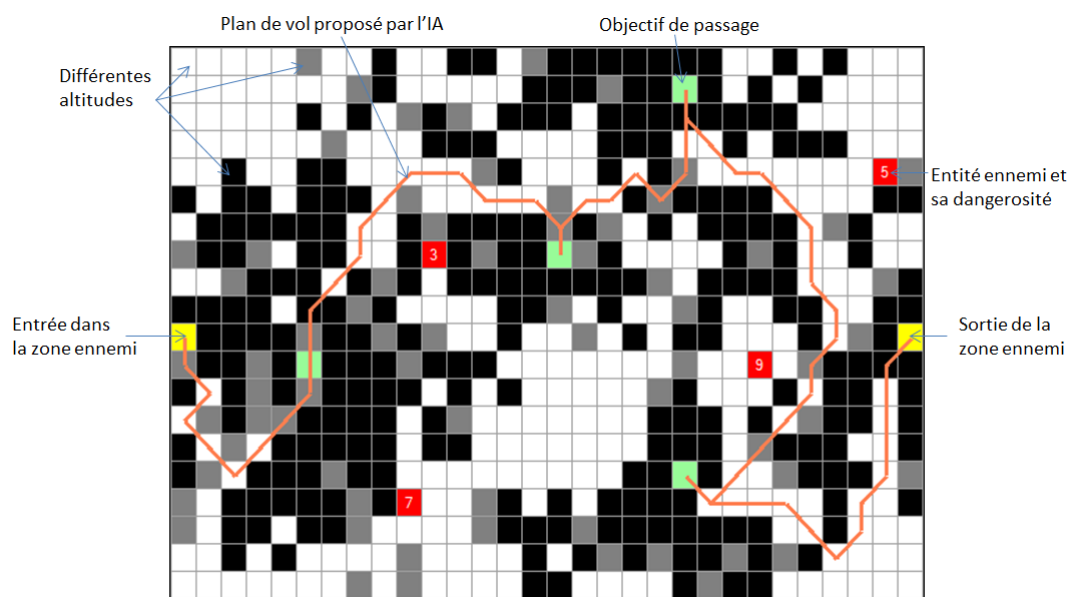 Plan de vol proposé par l'IA
Objectif de passage
Différentes
altitudes
5
Entité ennemi et
sa dangerosité
3
Entrée dans
la zone ennemi
Sortie de la
zone ennemi
9
7